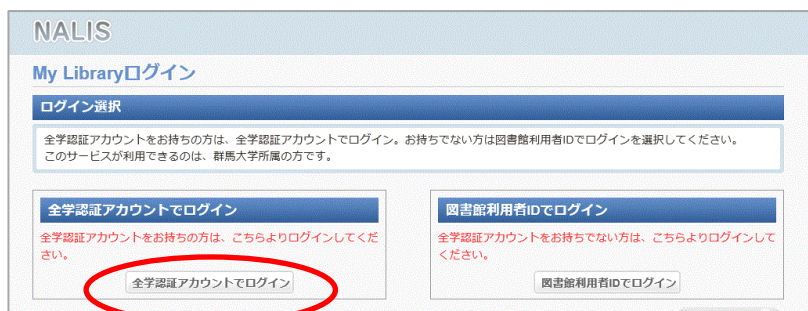 NALIS
My Libraryログイン
ログイン選択
全学認証アカウントをお持ちの方は、全学認証アカウントでログイン。お持ちでない方は図書館利用者IDでログインを選択してください。
このサービスが利用できるのは、群馬大学所属の方です。
全学認証アカウントでログイン
全学認証アカウントをお持ちの方は、こちらよりログインしてくだ
さい。
全学認証アカウントでログイン
図書館利用者IDでログイン
全学認証アカウントをお持ちでない方は、こちらよりログインして
ください。
図書館利用者IDでログイン